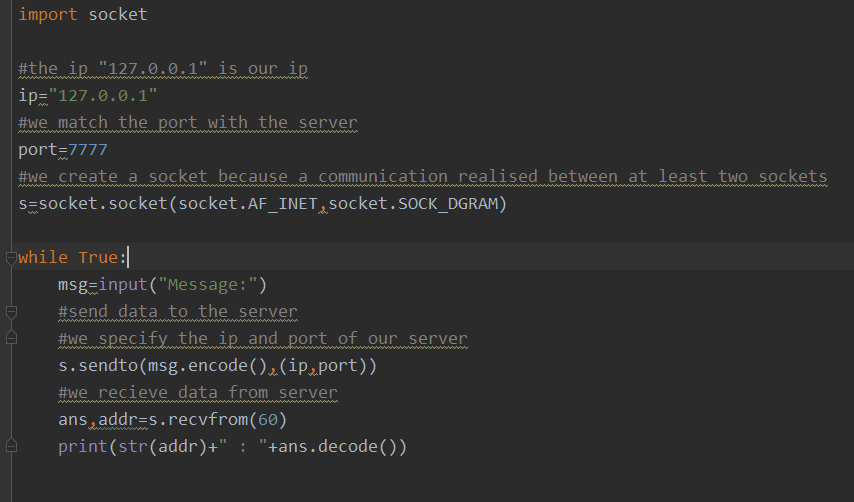 import socket
#the ip "127.0.0.1" is our ip
ip="127.0.0.1"
#we match the port with the server
port=7777
#we create a socket because a communication realised between at least two sockets
s=socket.socket(socket.AF_INET,socket.SOCK_DGRAM)
while True:
    msg=input("Message:")
    #send data to the server
    #we specify the ip and port of our server
    s.sendto(msg.encode(),(ip,port))
    #we recieve data from server
    ans,addr=s.recvfrom(60)
    print(str(addr)+" : "+ans.decode())